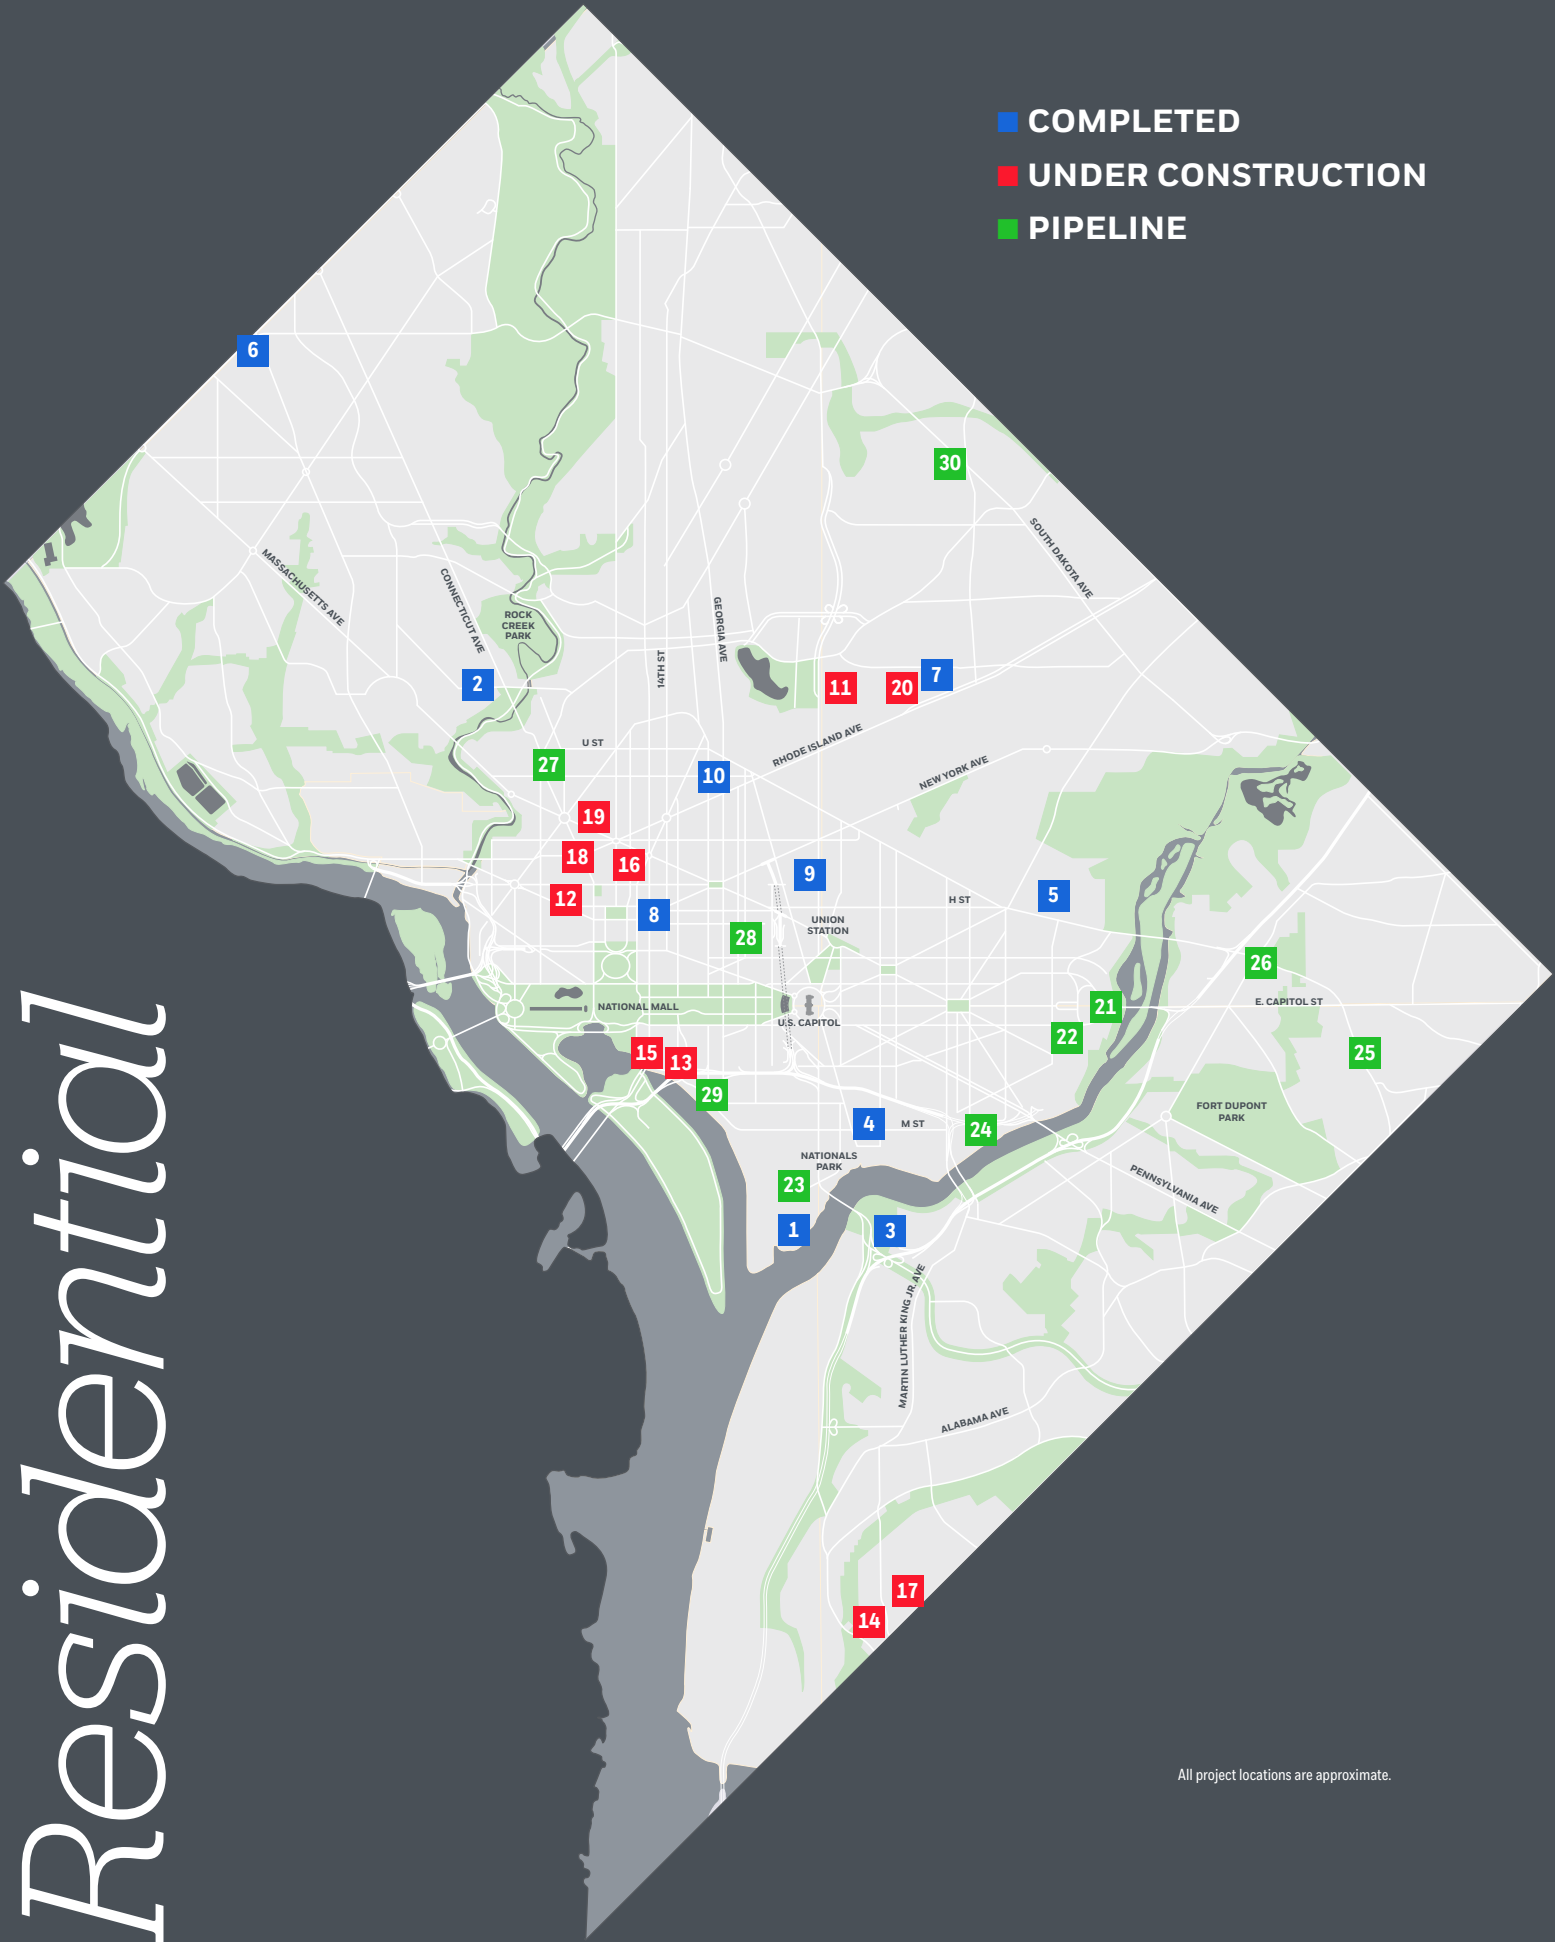 COMPLETED
UNDER CONSTRUCTION
PIPELINE
6
30
SOUTH DAKOTA AVE
MASSACHUSETTS AVE
CONNECTICUT AVE
ROCK
CREEK
PARK
GEORGIA AVE
14TH ST
2
11
20
7
U ST
RHODE ISLAND AVE
27
10
NEW YORK AVE
19
18
16
9
12
8
5
H ST
28
UNION
STATION
26
NATIONAL MALL
21
E. CAPITOL ST
U.S. CAPITOL
22
15
13
25
29
FORT DUPONT
PARK
4
M ST
24
NATIONALS
PARK
23
PENNSYLVANIA AVE
1
3
MARTIN LUTHER KING JR. AVE
ALABAMA AVE
17
14
Residential
All project locations are approximate.